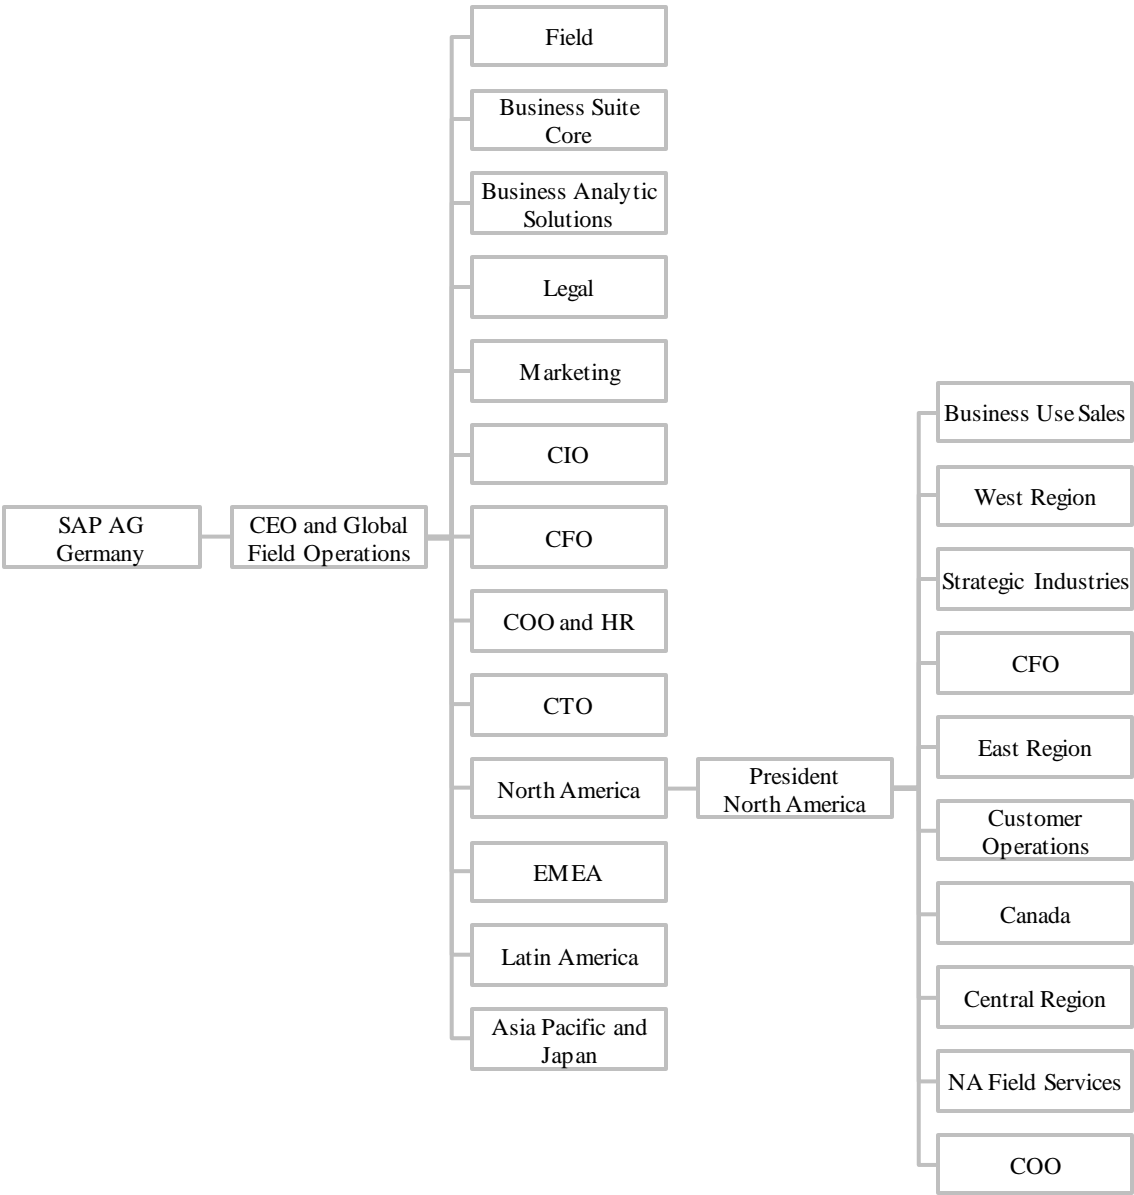 SAP AG
Germany
CEO and Global
Field Operations
Field
Business Suite
Core
Business Analytic
Solutions
Legal
Marketing
CIO
CFO
COO and HR
CTO
North America
EMEA
Latin America
Asia Pacific and
Japan
President
North America
Business Use Sales
West Region
Strategic Industries
CFO
East Region
Customer
Operations
Canada
Central Region
NA Field Services
COO